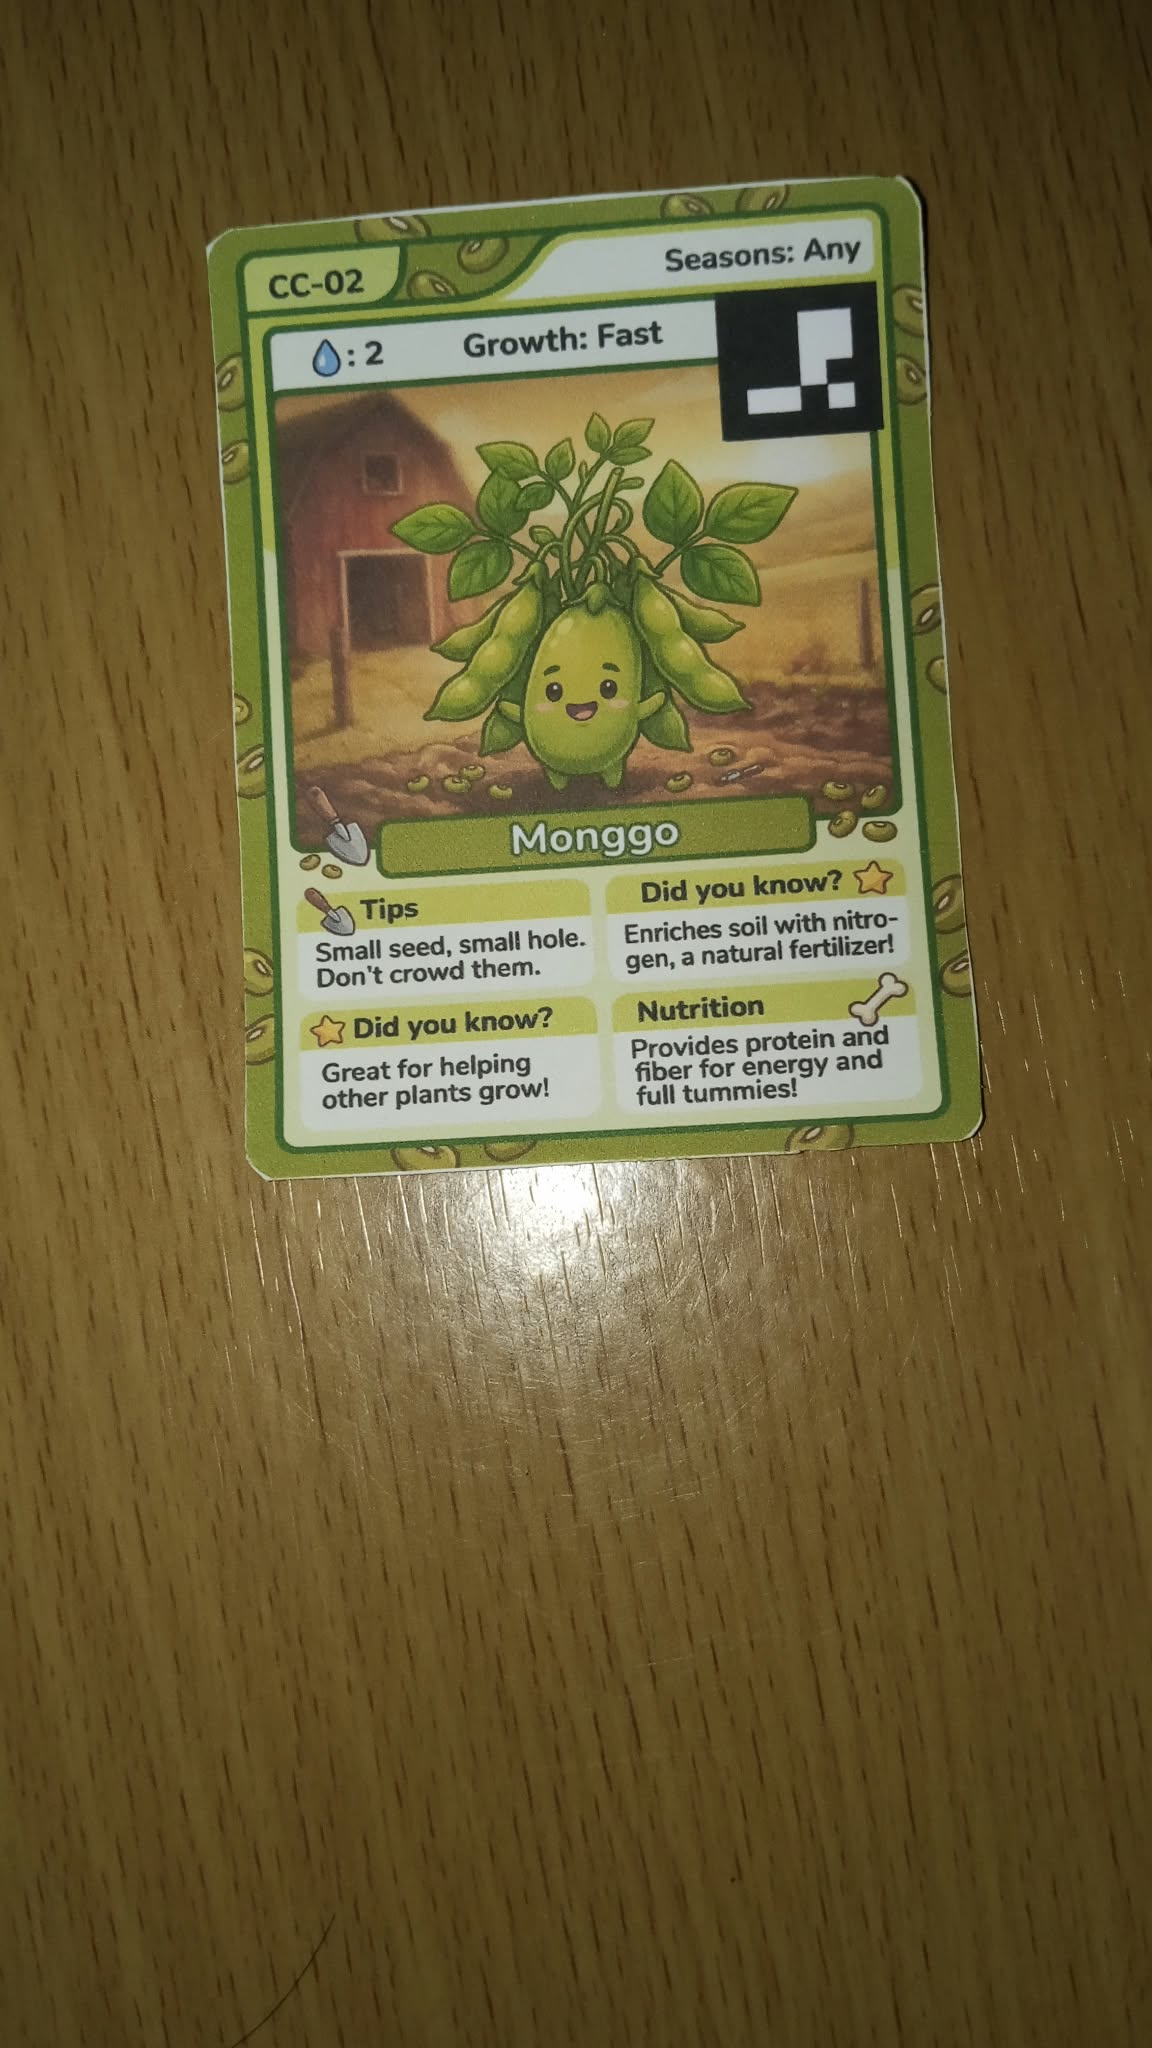 CC-02
Seasons: Any
: 2
Growth: Fast
Monggo
Tips
Small seed, small hole.
Don't crowd them.
Did you know?
Enriches soil with nitro-
gen, a natural fertilizer!
Did you know?
Great for helping
other plants grow!
Nutrition
Provides protein and
fiber for energy and
full tummies!